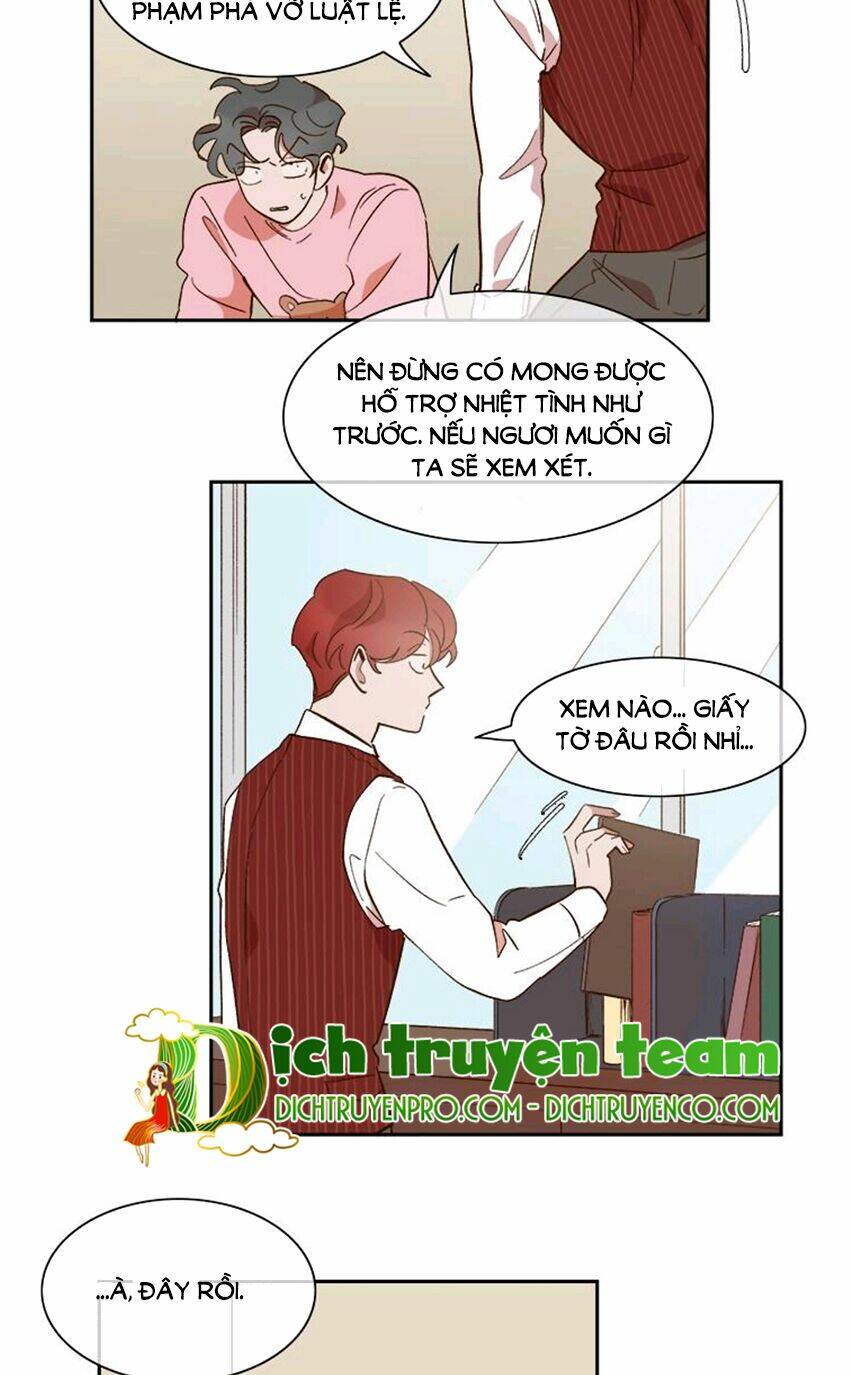 PHẠM PHÁ VỠ LUẬT LỆ.
NÊN ĐỪNG CÓ MONG ĐƯỢC
HỖ TRỢ NHIỆT TÌNH NHƯ
TRƯỚC. NẾU NGƯƠI MUỐN GÌ
TA SẼ XEM XÉT.
XEM NÀO... GIẤY
TỜ ĐÂU RỒI NHỈ...
Dịch truyện team
DICHTRUYENPRO.COM - DICHTRUYENCO.COM
...À, ĐÂY RỒI.